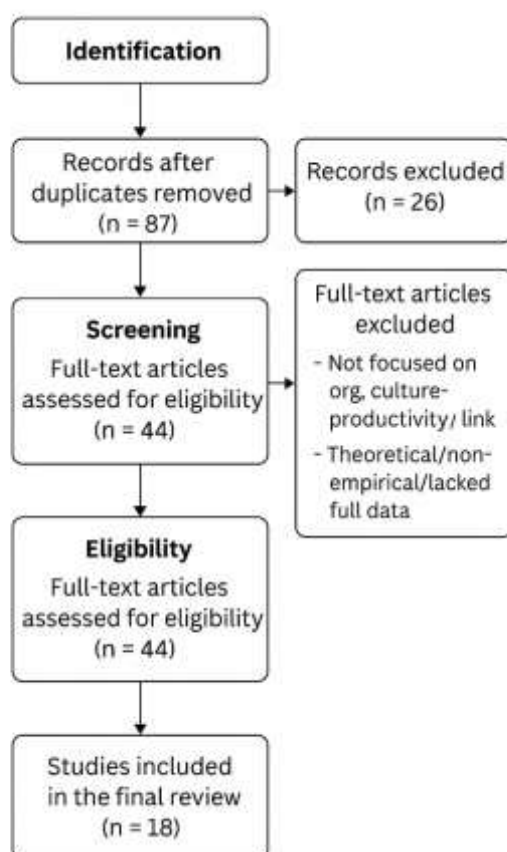 Identification
Records after
duplicates removed
(n = 87)
Records excluded
(n = 26)
Screening
Full-text articles
assessed for eligibility
(n = 44)
Full-text articles
excluded
- Not focused on
org, culture-
productivity/ link
- Theoretical/non-
empirical/lacked
full data
Eligibility
Full-text articles
assessed for eligibility
(n = 44)
Studies included
in the final review
(n = 18)